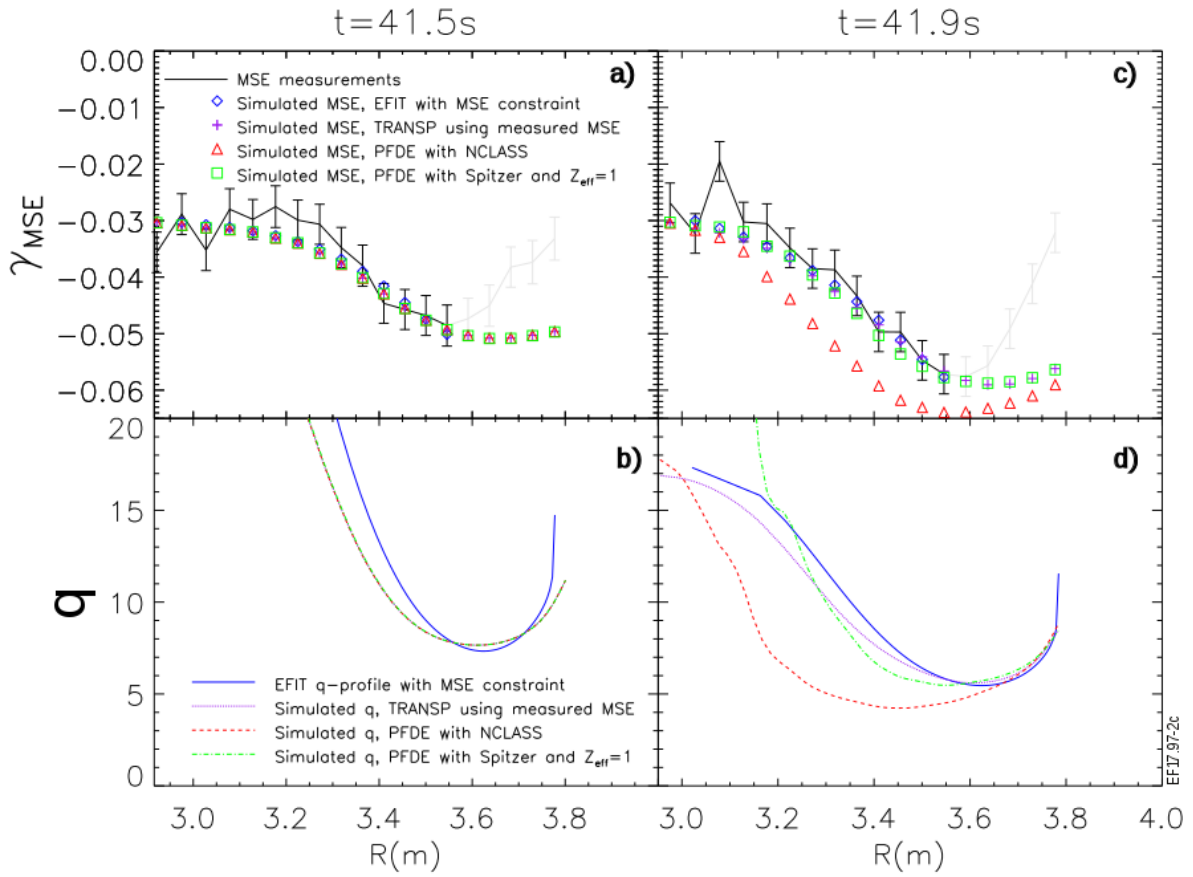 t=41.5s
t=41.9s
a)
c)
0.00
−0.01
−0.02
−0.03
−0.04
−0.05
−0.06
γMSE
MSE measurements
Simulated MSE, EFIT with MSE constraint
Simulated MSE, TRANSP using measured MSE
Simulated MSE, PFDE with NCLASS
Simulated MSE, PFDE with Spitzer and Zeff=1
b)
d)
20
15
10
5
0
q
EFIT q−profile with MSE constraint
Simulated q, TRANSP using measured MSE
Simulated q, PFDE with NCLASS
Simulated q, PFDE with Spitzer and Zeff=1
EF17.97-2c
3.0 3.2 3.4 3.6 3.8
3.0 3.2 3.4 3.6 3.8 4.0
R(m)
R(m)